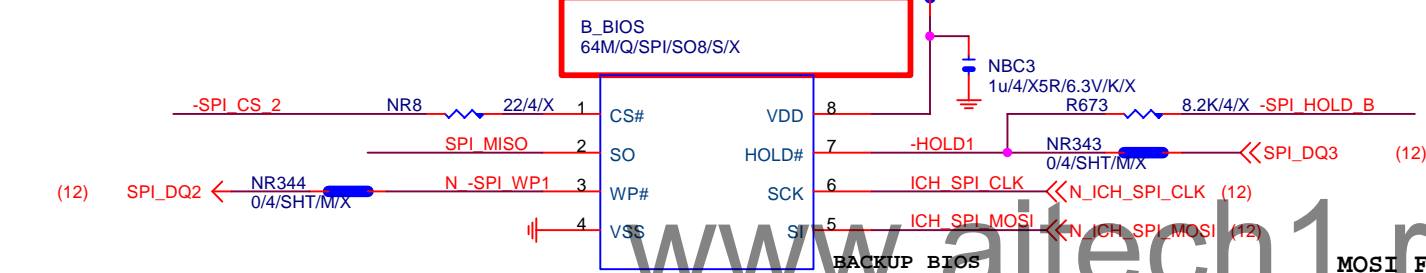 B_BIOS
64M/Q/SPI/SO8/S/X
NBC3
1u/4/X5R/6.3V/K/X
-SPI_CS_2 NR8 22/4/X 1 CS# VDD 8 R673 8.2K/4/X -SPI_HOLD_B
SPI_MISO 2 SO HOLD# 7 -HOLD1 NR343 SPI_DQ3 (12)
0/4/SHT/M/X
(12) SPI_DQ2 NR344 N_-SPI_WP1 3 WP# SCK 6 ICH_SPI_CLK N_ICH_SPI_CLK (12)
0/4/SHT/M/X
4 VSS SI 5 ICH_SPI_MOSI N_ICH_SPI_MOSI (12)
BACKUP BIOS
MOSI
www.aitech1.